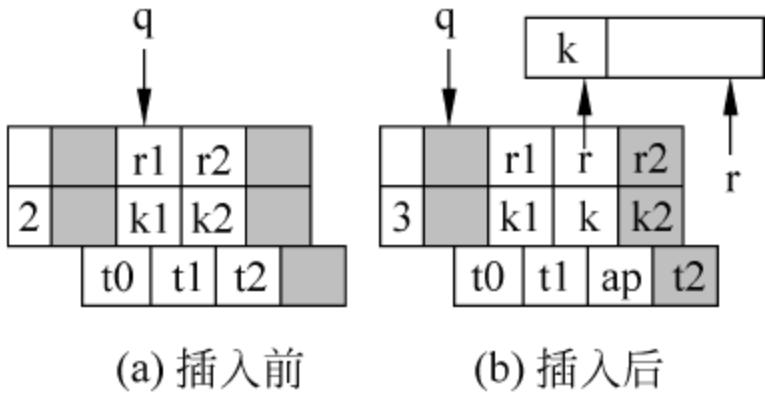 q q
k
r1 r2 r1 r r2 r
2 k1 k2 3 k1 k k2
t0 t1 t2 t0 t1 ap t2
(a) 插入前 (b) 插入后